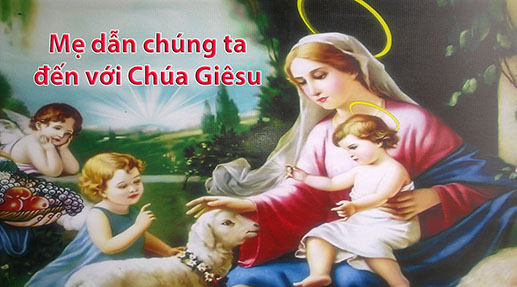 Mẹ dẫn chúng ta
đến với Chúa Giêsu